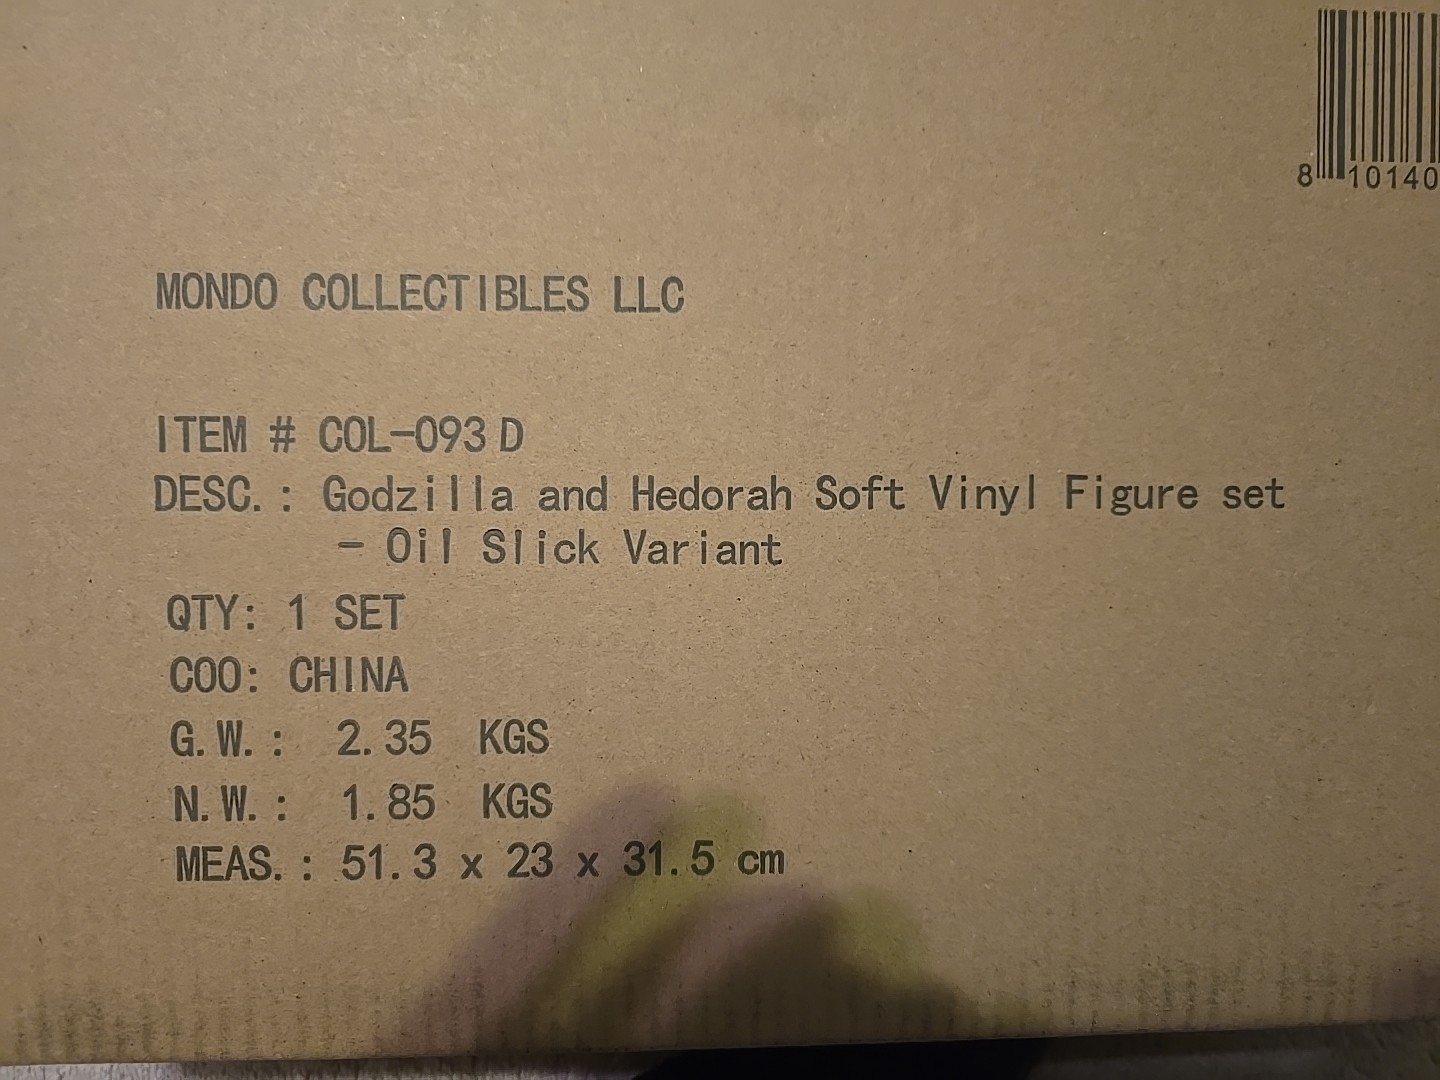 8 10140
MONDO COLLECTIBLES LLC
ITEM # COL-093 D
DESC.: Godzilla and Hedorah Soft Vinyl Figure set
- Oil Slick Variant
QTY: 1 SET
COO: CHINA
G.W.: 2.35 KGS
N.W.: 1.85 KGS
MEAS.: 51.3 x 23 x 31.5 cm